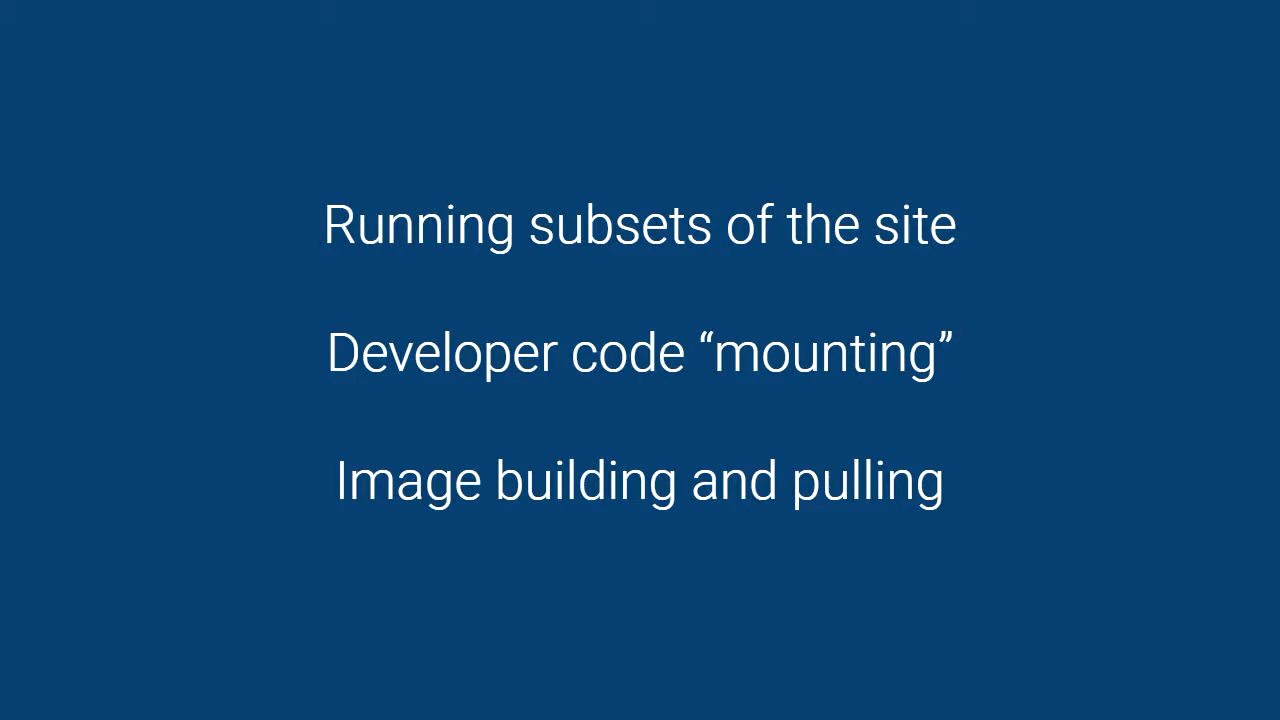 Running subsets of the site
Developer code “mounting”
Image building and pulling